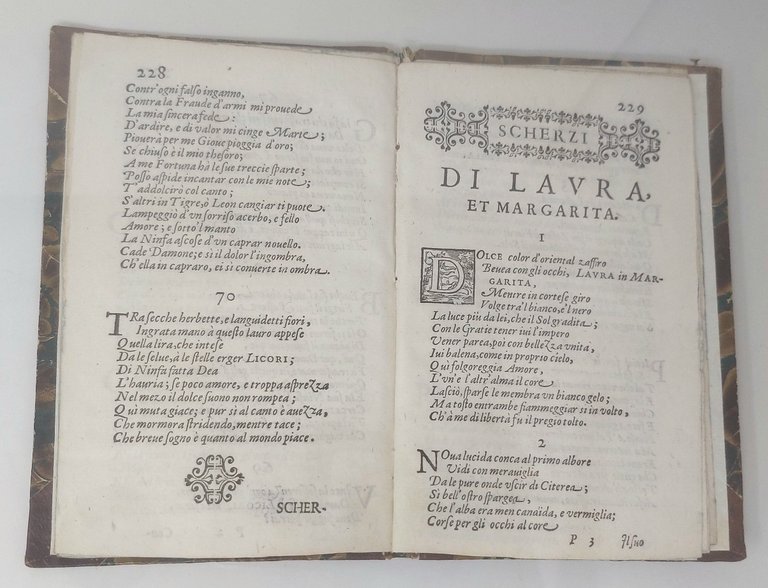 228
Contr'ogni falso inganno,
Contra la Fraude d'armi mi prouede
La mia sincera fede:
D'ardire, e di valor mi cinge Marte;
Piouerà per me Gioue pioggia d'oro;
Se chiuso è il mio thesoro;
A me Fortuna hà le sue treccie sparte;
Posso aspide incantar con le mie note;
T'addolcirò col canto;
S'altri in Tigre, ò Leon cangiar ti puote.
Lampeggiò d'vn sorriso acerbo, e fello
Amore; e sotto'l manto
La Ninfa ascose d'vn caprar nouello.
Cade Damone; e sì il dolor l'ingombra,
Ch'ella in capraro, ei si conuerte in ombra.
70
TRa secche herbette, e languidetti fiori,
Ingrata mano à questo lauro appese
Quella lira, che intese
Da le selue, à le stelle erger LICORI;
Di Ninfa fatta Dea
L'hauria; se poco amore, e troppa asprezza
Nel mezo il dolce suono non rompea;
Qui muta giace; e pur sì al canto è auezza,
Che mormora stridendo, mentre tace;
Che breue sogno è quanto al mondo piace.
SCHER-
229
SCHERZI
DI LAVRA,
ET MARGARITA.
I
DOLCE color d'oriental zaffiro
Beuea con gli occhi, LAVRA in MAR-
GARITA,
Mentre in cortese giro
Volge tra'l bianco, e'l nero
La luce più da lei, che il Sol gradita;
Con le Gratie tener iui l'impero
Vener parea, poi con bellezza vnità,
Iui balena, come in proprio cielo,
Qui folgoreggia Amore,
L'vn' e l'altr'alma il core
Lasciò, sparse le membra vn bianco gelo;
Ma tosto entrambe fiammeggiar si in volto,
Ch'à me di libertà fu il pregio tolto.
2
NOua lucida conca al primo albore
Vidi con merauiglia
Da le pure onde vscir di Citerea;
Sì bell'ostro spargea,
Che l'alba era men canaida, e vermiglia;
Corse per gli occhi al core
P 3
Il suo